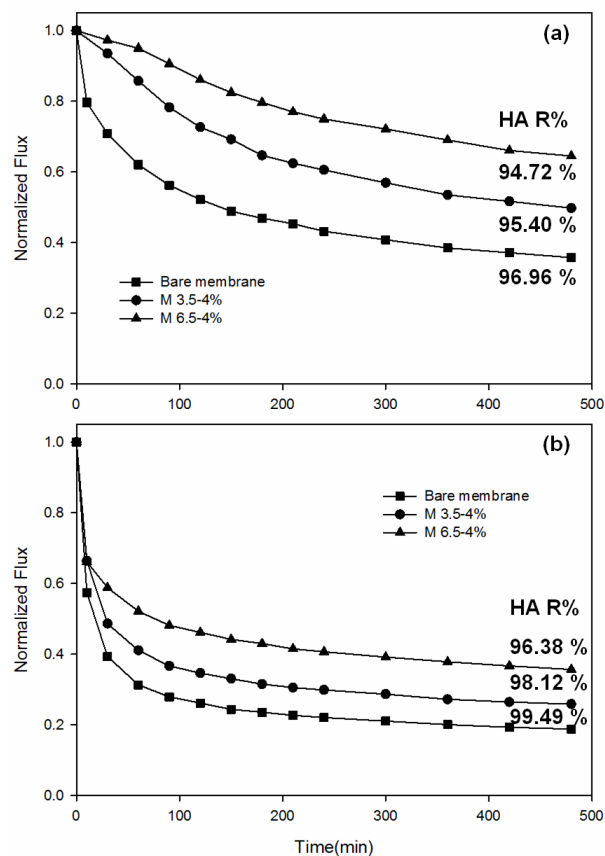 (a)
1.0
0.8
0.6
0.4
0.2
0.0
Normalized Flux
HA R%
94.72 %
95.40 %
96.96 %
Bare membrane
M 3.5-4%
M 6.5-4%
0 100 200 300 400 500
(b)
1.0
0.8
0.6
0.4
0.2
0.0
Normalized Flux
Bare membrane
M 3.5-4%
M 6.5-4%
HA R%
96.38 %
98.12 %
99.49 %
0 100 200 300 400 500
Time(min)